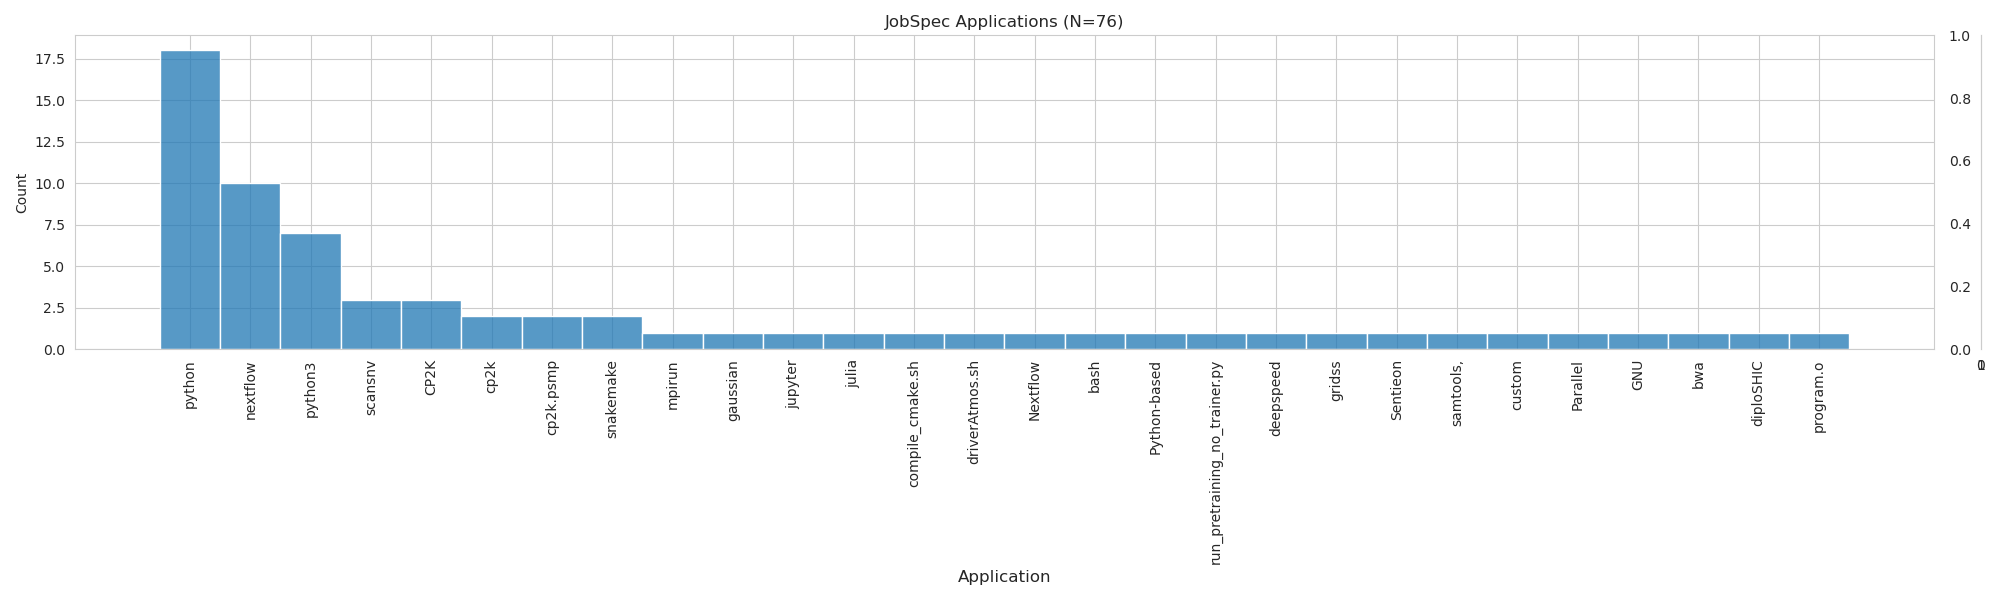 JobSpec Applications (N=76)
17.5
15.0
12.5
10.0
7.5
5.0
2.5
0.0
Count
1.0
0.8
0.6
0.4
0.2
0.0
python
nextflow
python3
scansnv
CP2K
cp2k
cp2k.psmp
snakemake
mpirun
gaussian
jupyter
julia
compile_cmake.sh
driverAtmos.sh
Nextflow
bash
Python-based
run_pretraining_no_trainer.py
deepspeed
gridss
Sentieon
samtools,
custom
Parallel
GNU
bwa
diploSHIC
program.o
Application